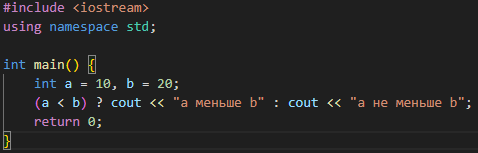 #include <iostream>
using namespace std;
int main() {
int a = 10, b = 20;
(a < b) ? cout << "a меньше b" : cout << "a не меньше b";
return 0;
}